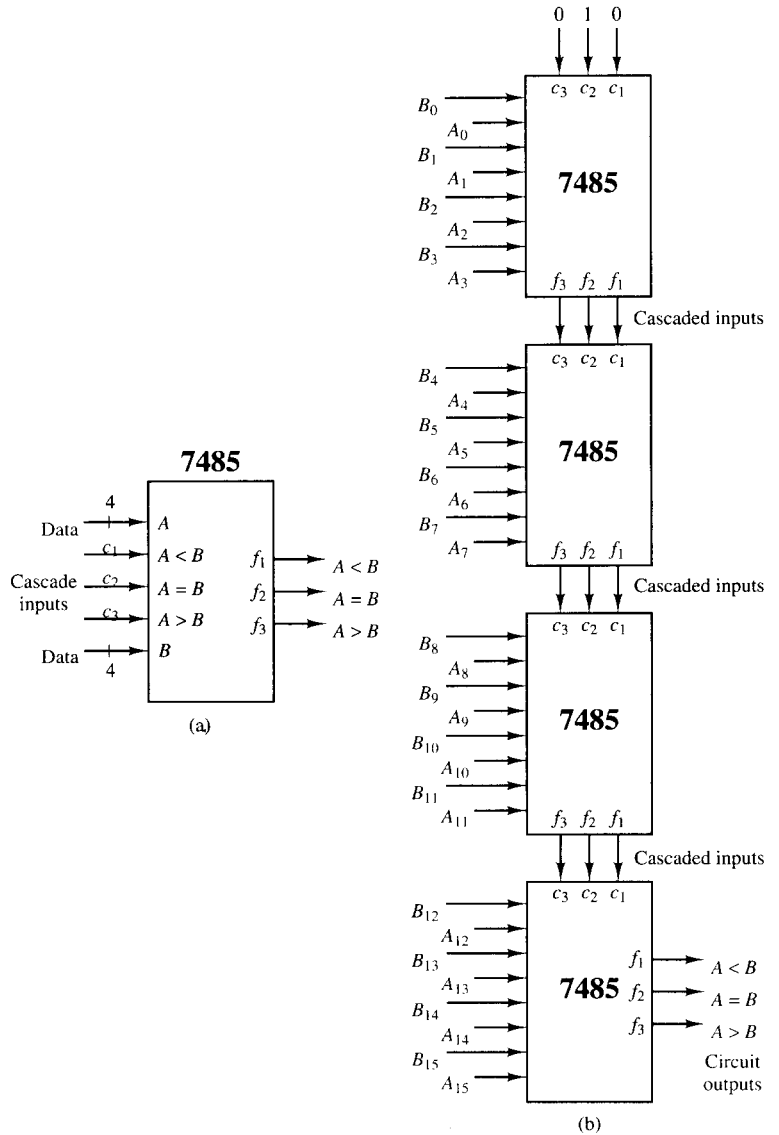 7485
4
Data
A
c₁
A < B
f₁
A < B
Cascade
inputs
c₂
A = B
f₂
A = B
c₃
A > B
f₃
A > B
Data
4
B
(a)
0 1 0
c₃ c₂ c₁
B₀
A₀
B₁
A₁
7485
B₂
A₂
B₃
A₃
f₃ f₂ f₁
Cascaded inputs
c₃ c₂ c₁
B₄
A₄
B₅
A₅
7485
B₆
A₆
B₇
A₇
f₃ f₂ f₁
Cascaded inputs
c₃ c₂ c₁
B₈
A₈
B₉
A₉
7485
B₁₀
A₁₀
B₁₁
A₁₁
f₃ f₂ f₁
Cascaded inputs
c₃ c₂ c₁
B₁₂
A₁₂
B₁₃
A₁₃
7485
B₁₄
A₁₄
B₁₅
A₁₅
f₁
A < B
f₂
A = B
f₃
A > B
Circuit
outputs
(b)